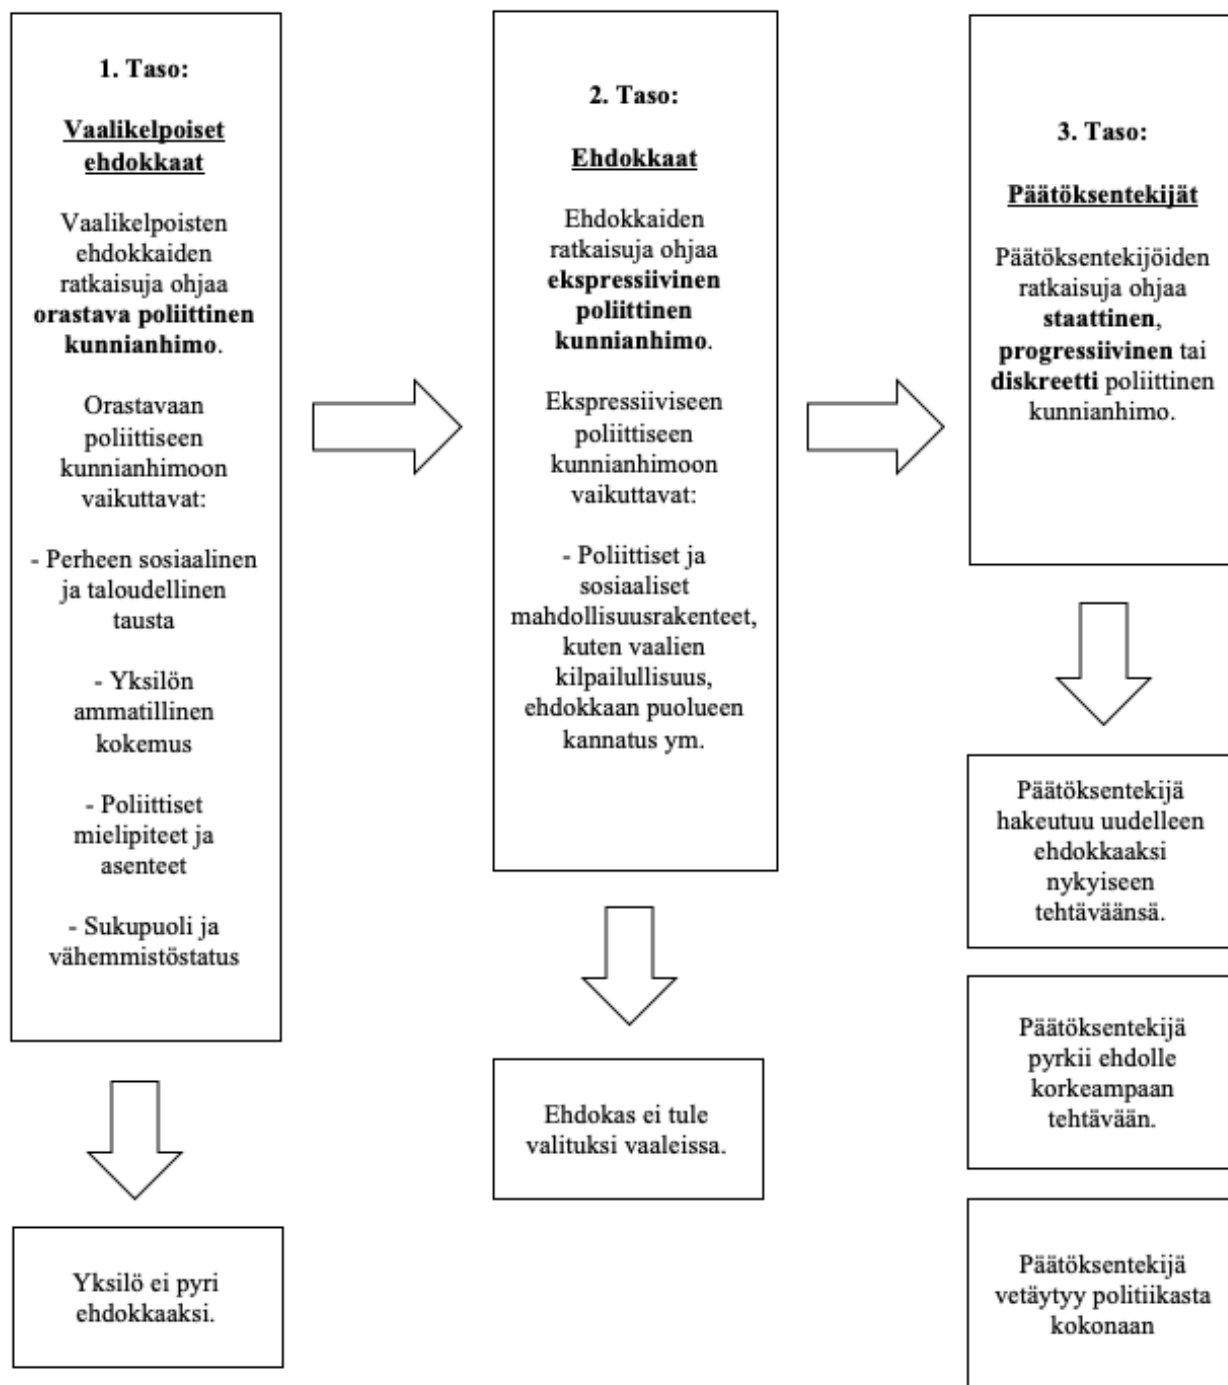 1. Taso:
Vaalikelpoiset
ehdokkaat
Vaalikelpoisten
ehdokkaiden
ratkaisuja ohjaa
orastava poliittinen
kunnianhimo.
Orastavaan
poliittiseen
kunnianhimoon
vaikuttavat:
- Perheen sosiaalinen
ja taloudellinen
tausta
- Yksilön
ammatillinen
kokemus
- Poliittiset
mielipiteet ja
asenteet
- Sukupuoli ja
vähemmistöstatus
Yksilö ei pyri
ehdokkaaksi.
2. Taso:
Ehdokkaat
Ehdokkaiden
ratkaisuja ohjaa
ekspressiivinen
poliittinen
kunnianhimo.
Ekspressiiviseen
poliittiseen
kunnianhimoon
vaikuttavat:
- Poliittiset ja
sosiaaliset
mahdollisuusrakenteet,
kuten vaalien
kilpailullisuus,
ehdokkaan puolueen
kannatus ym.
Ehdokas ei tule
valituksi vaaleissa.
3. Taso:
Päätöksentekijät
Päätöksentekijöiden
ratkaisuja ohjaa
staattinen,
progressiivinen tai
diskreetti poliittinen
kunnianhimo.
Päätöksentekijä
hakeutuu uudelleen
ehdokkaaksi
nykyiseen
tehtäväänsä.
Päätöksentekijä
pyrkii ehdolle
korkeampaan
tehtävään.
Päätöksentekijä
vetäytyy politiikasta
kokonaan